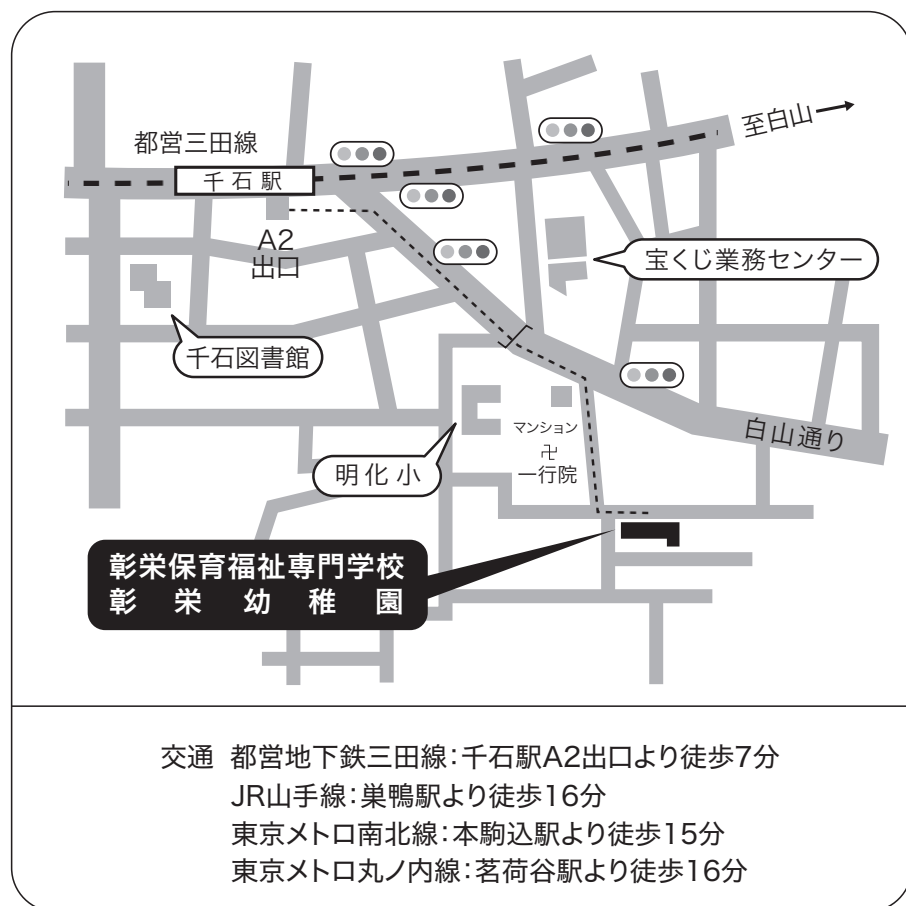 都営三田線
至白山
千石駅
A2
出口
宝くじ業務センター
千石図書館
白山通り
マンション
卍
一行院
明化小
彰栄保育福祉専門学校
彰栄幼稚園
交通 都営地下鉄三田線：千石駅A2出口より徒歩7分
JR山手線：巣鴨駅より徒歩16分
東京メトロ南北線：本駒込駅より徒歩15分
東京メトロ丸ノ内線：茗荷谷駅より徒歩16分